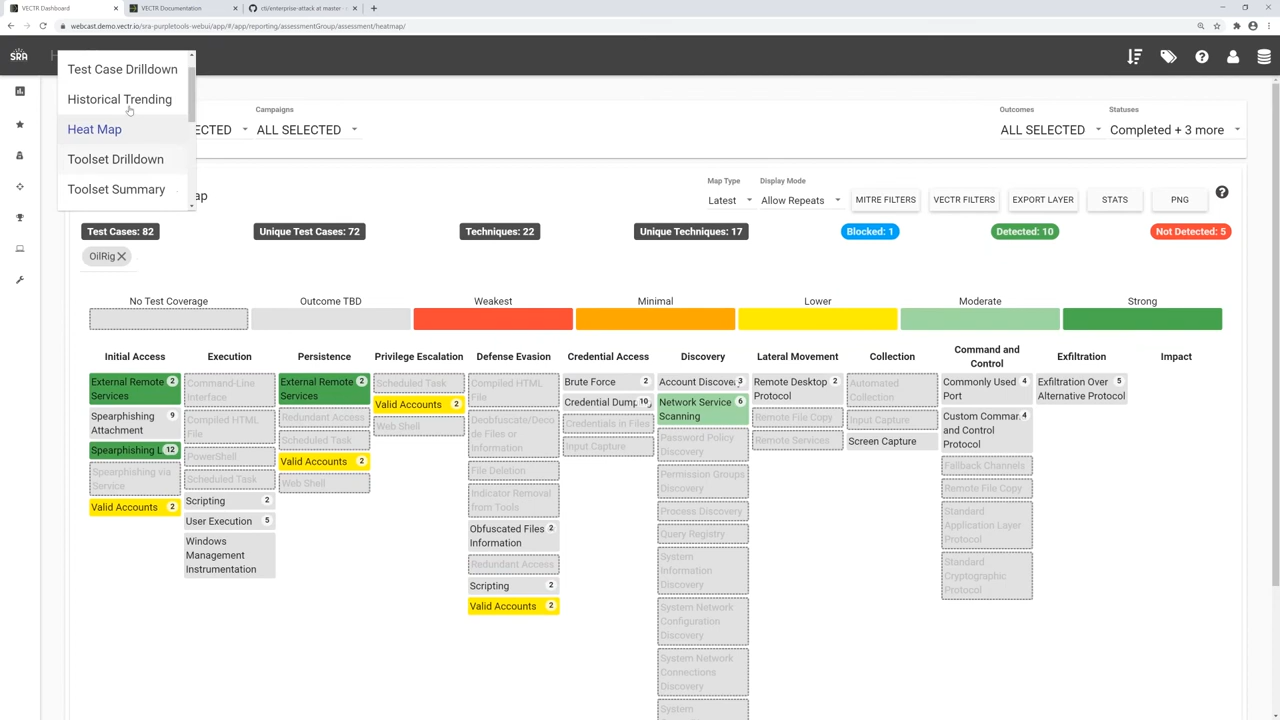 VECTR Dashboard
VECTR Documentation
cti/enterprise-attack at master ·
webcast.demo.vectr.io/sra-purpletools-webui/app/#/app/reporting/assessmentGroup/assessment/heatmap/
SRA
Test Case Drilldown
Historical Trending
Heat Map
Toolset Drilldown
Toolset Summary
Campaigns
ALL SELECTED
Outcomes
ALL SELECTED
Statuses
Completed + 3 more
Map Type
Latest
Display Mode
Allow Repeats
MITRE FILTERS
VECTR FILTERS
EXPORT LAYER
STATS
PNG
Test Cases: 82
Unique Test Cases: 72
Techniques: 22
Unique Techniques: 17
Blocked: 1
Detected: 10
Not Detected: 5
OilRig
No Test Coverage
Outcome TBD
Weakest
Minimal
Lower
Moderate
Strong
Initial Access
External Remote 2
Services
Spearphishing 9
Attachment
Spearphishing L 12
Spearphishing via
Service
Valid Accounts 2
Execution
Command-Line
Interface
Compiled HTML
File
PowerShell
Scheduled Task
Scripting 2
User Execution 5
Windows
Management
Instrumentation
Persistence
External Remote 2
Services
Redundant Access
Scheduled Task
Valid Accounts 2
Web Shell
Privilege Escalation
Scheduled Task
Valid Accounts 2
Web Shell
Defense Evasion
Compiled HTML
File
Deobfuscate/Deco
de Files or
Information
File Deletion
Indicator Removal
from Tools
Obfuscated Files 2
Information
Redundant Access
Scripting 2
Valid Accounts 2
Credential Access
Brute Force 2
Credential Dump 10
Credentials in Files
Input Capture
Discovery
Account Discove 3
Network Service 6
Scanning
Password Policy
Discovery
Permission Groups
Discovery
Process Discovery
Query Registry
System
Information
Discovery
System Network
Configuration
Discovery
System Network
Connections
Discovery
System
Lateral Movement
Remote Desktop 2
Protocol
Remote File Copy
Remote Services
Collection
Automated
Collection
Input Capture
Screen Capture
Command and
Control
Commonly Used 4
Port
Custom Comman 4
and Control
Protocol
Fallback Channels
Remote File Copy
Standard
Application Layer
Protocol
Standard
Cryptographic
Protocol
Exfiltration
Exfiltration Over 5
Alternative Protocol
Impact